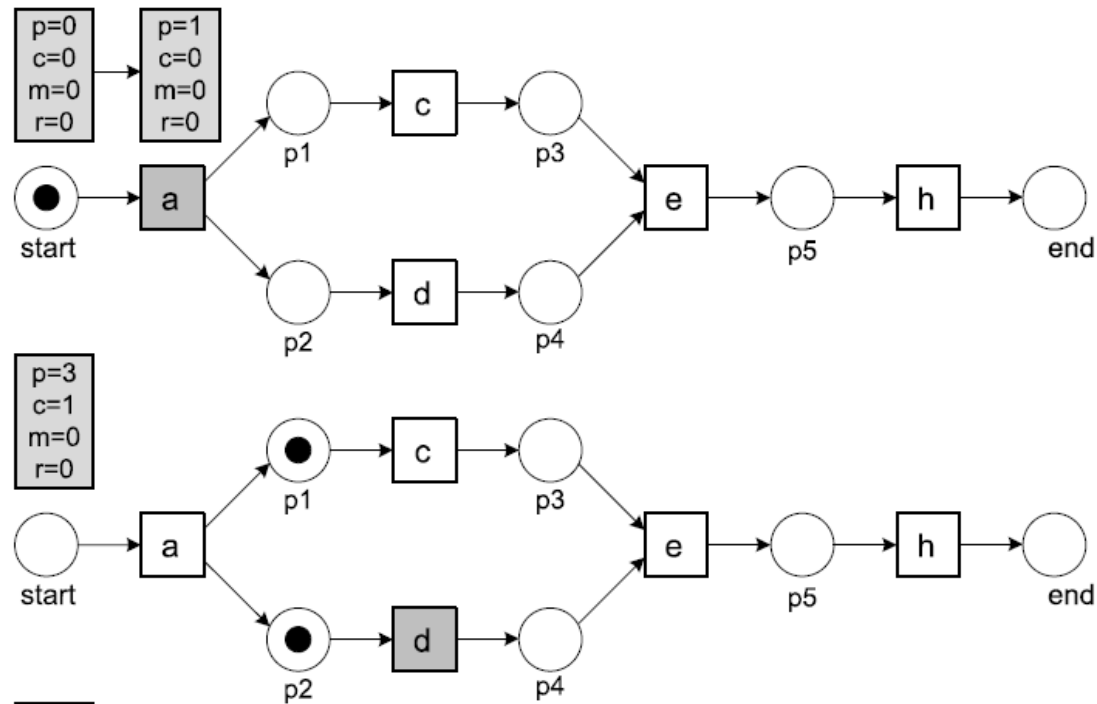 p=0
c=0
m=0
r=0
p=1
c=0
m=0
r=0
p1
c
p3
start
a
e
p5
h
end
p2
d
p4
p=3
c=1
m=0
r=0
p1
c
p3
start
a
e
p5
h
end
p2
d
p4